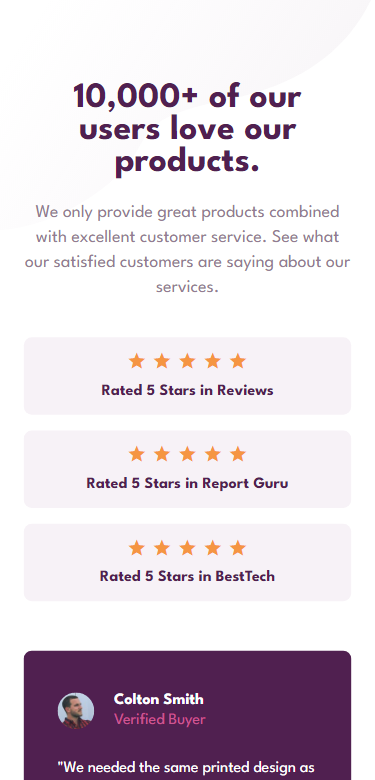 10,000+ of our
users love our
products.
We only provide great products combined
with excellent customer service. See what
our satisfied customers are saying about our
services.
Rated 5 Stars in Reviews
Rated 5 Stars in Report Guru
Rated 5 Stars in BestTech
Colton Smith
Verified Buyer
"We needed the same printed design as